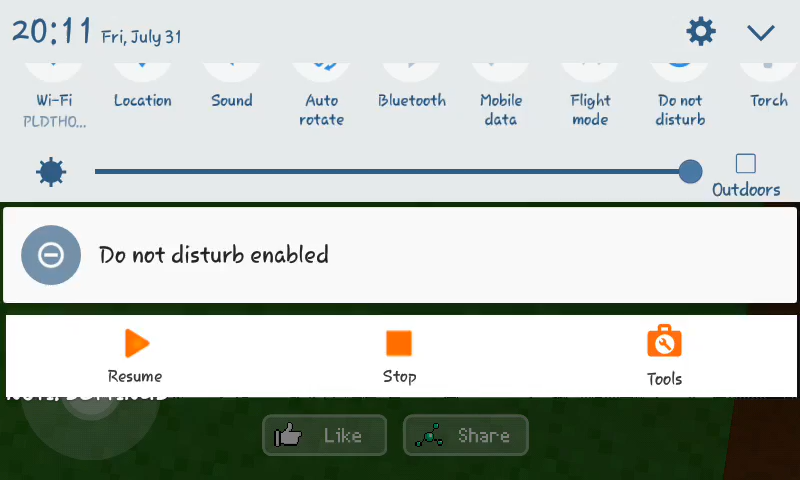 20:11 Fri, July 31
Wi-Fi
PLDTHO...
Location
Sound
Auto
rotate
Bluetooth
Mobile
data
Flight
mode
Do not
disturb
Torch
Outdoors
Do not disturb enabled
Resume
Stop
Tools
Like
Share